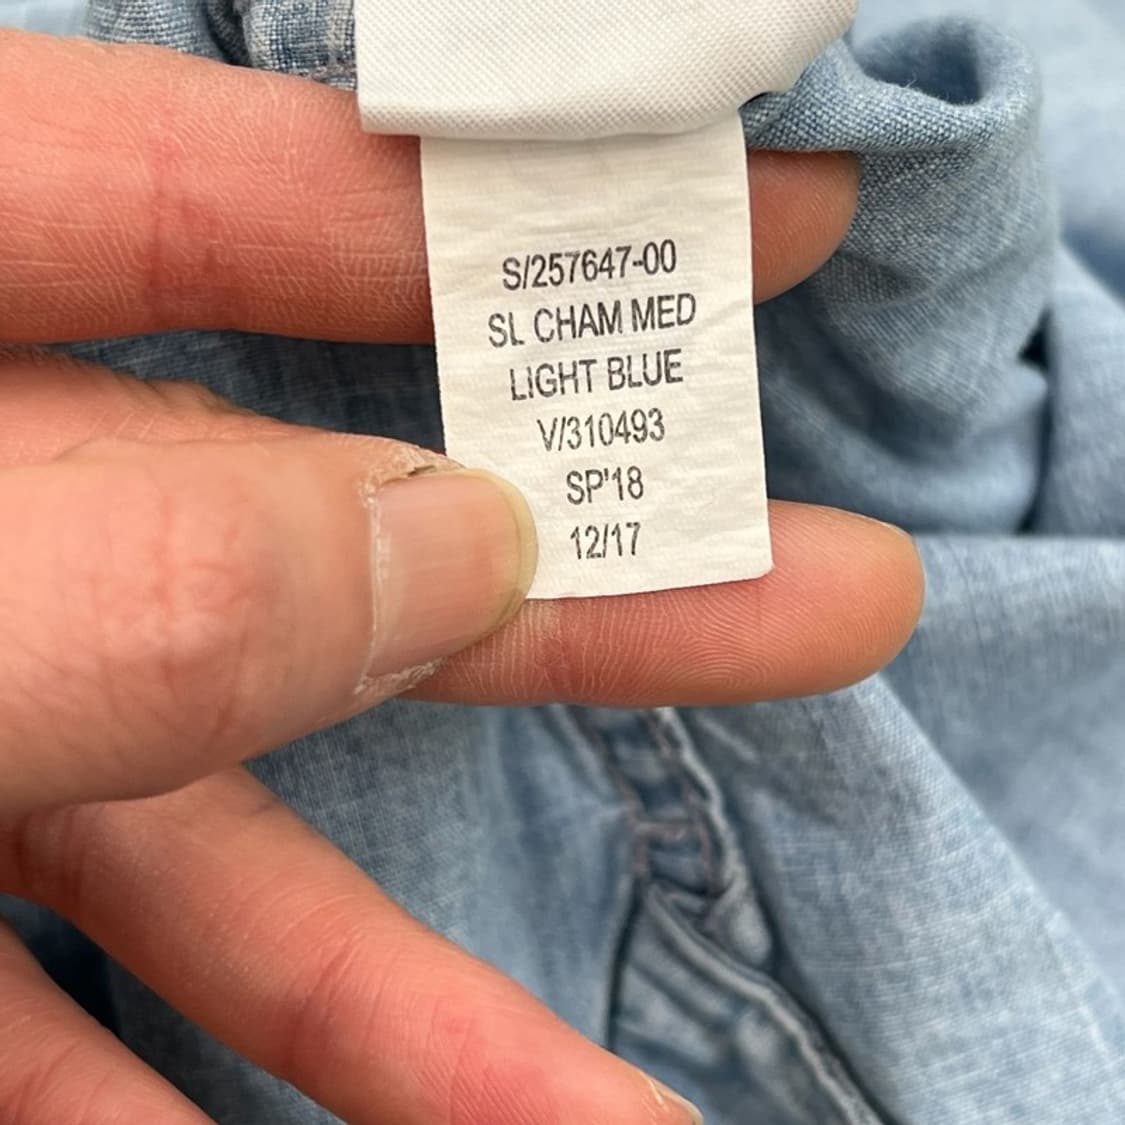 S/257647-00
SL CHAM MED
LIGHT BLUE
V/310493
SP'18
12/17